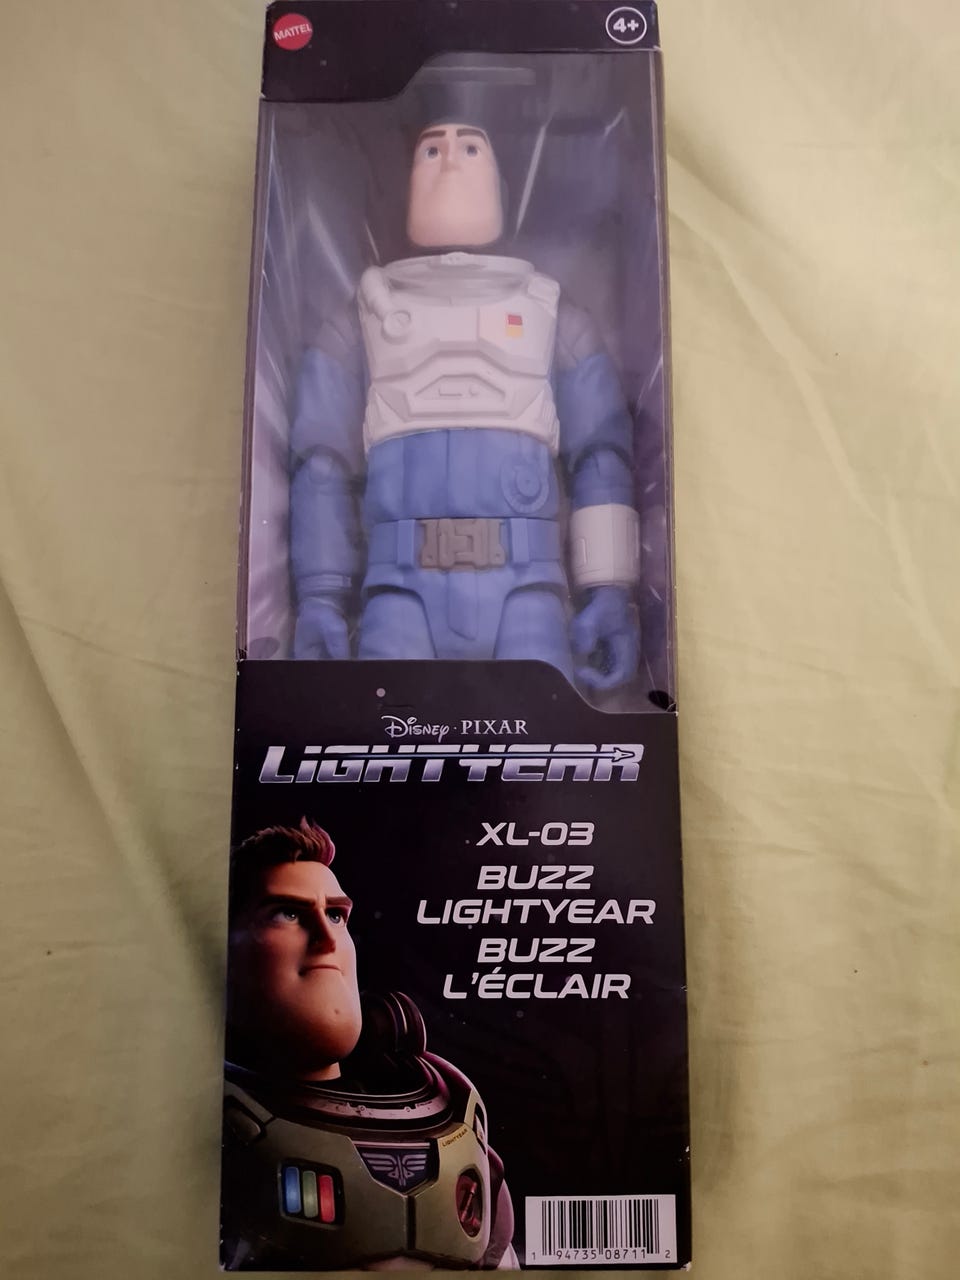 MATTEL
4+
Disney · PIXAR
LIGHTYEAR
XL-03
BUZZ
LIGHTYEAR
BUZZ
L'ÉCLAIR
LIGHTYEAR
1 94735 08711 2